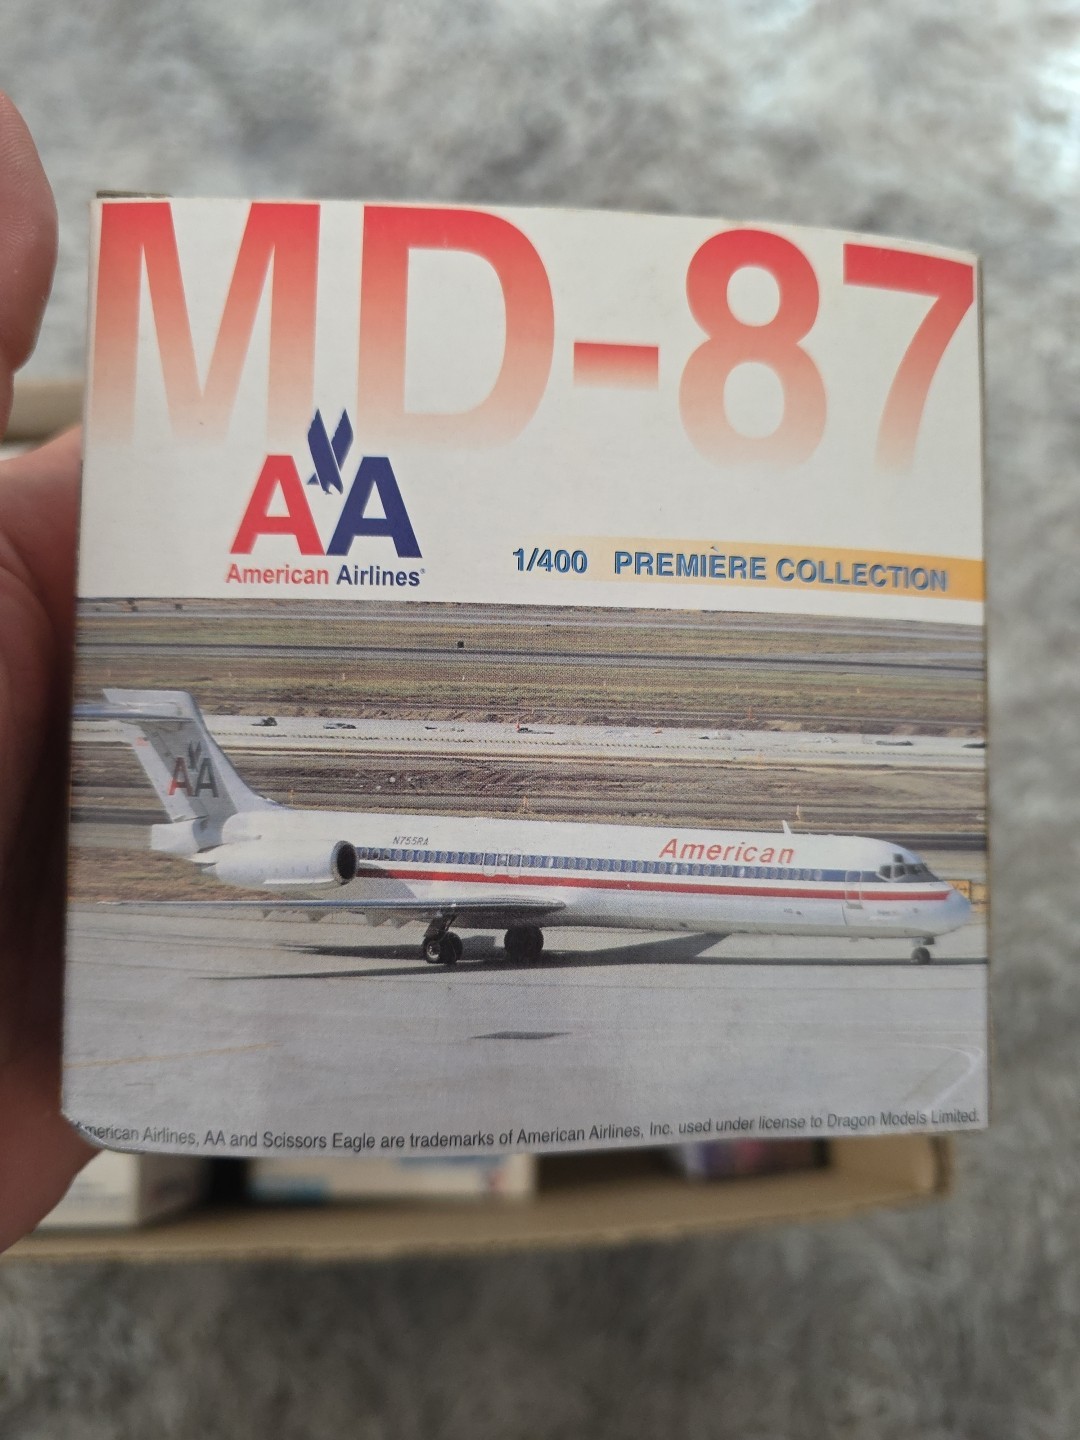 MD-87
AA
American Airlines®
1/400 PREMIÈRE COLLECTION
AA
N755RA
American
American Airlines, AA and Scissors Eagle are trademarks of American Airlines, Inc. used under license to Dragon Models Limited.